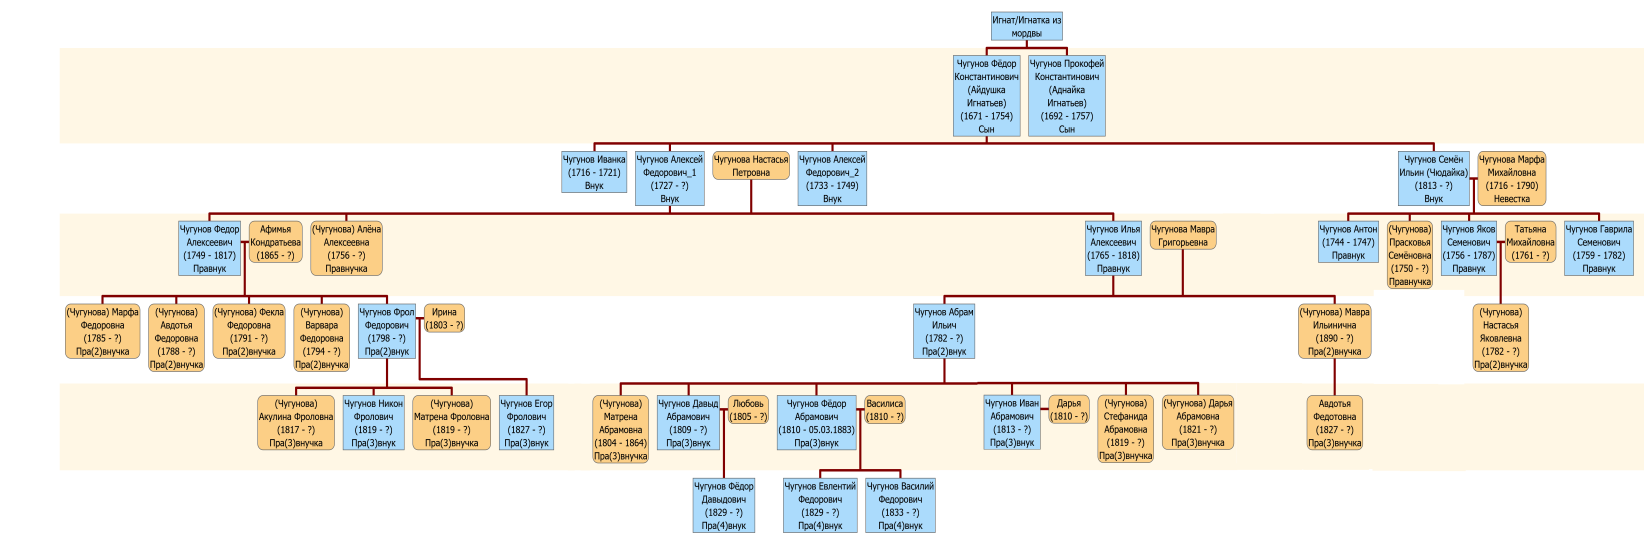 Игнат/Игнатка из
мордвы
Чугунов Фёдор
Константинович
(Айдушка
Игнатьев)
(1671 - 1754)
Сын
Чугунов Прокофей
Константинович
(Аднайка
Игнатьев)
(1692 - 1757)
Сын
Чугунов Иванка
(1716 - 1721)
Внук
Чугунов Алексей
Федорович_1
(1727 - ?)
Внук
Чугунова Настасья
Петровна
Чугунов Алексей
Федорович_2
(1733 - 1749)
Внук
Чугунов Семён
Ильин (Чюдайка)
(1813 - ?)
Внук
Чугунова Марфа
Михайловна
(1716 - 1790)
Невестка
Чугунов Федор
Алексеевич
(1749 - 1817)
Правнук
Афимья
Кондратьева
(1865 - ?)
(Чугунова) Алёна
Алексеевна
(1756 - ?)
Правнучка
Чугунов Илья
Алексеевич
(1765 - 1818)
Правнук
Чугунова Мавра
Григорьевна
Чугунов Антон
(1744 - 1747)
Правнук
(Чугунова)
Прасковья
Семёновна
(1750 - ?)
Правнучка
Чугунов Яков
Семенович
(1756 - 1787)
Правнук
Татьяна
Михайловна
(1761 - ?)
Чугунов Гаврила
Семенович
(1759 - 1782)
Правнук
(Чугунова) Марфа
Федоровна
(1785 - ?)
Пра(2)внучка
(Чугунова)
Авдотья
Федоровна
(1788 - ?)
Пра(2)внучка
(Чугунова) Фекла
Федоровна
(1791 - ?)
Пра(2)внучка
(Чугунова)
Варвара
Федоровна
(1794 - ?)
Пра(2)внучка
Чугунов Фрол
Федорович
(1798 - ?)
Пра(2)внук
Ирина
(1803 - ?)
Чугунов Абрам
Ильич
(1782 - ?)
Пра(2)внук
(Чугунова) Мавра
Ильинична
(1890 - ?)
Пра(2)внучка
(Чугунова)
Настасья
Яковлевна
(1782 - ?)
Пра(2)внучка
(Чугунова)
Акулина Фроловна
(1817 - ?)
Пра(3)внучка
Чугунов Никон
Фролович
(1819 - ?)
Пра(3)внук
(Чугунова)
Матрена Фроловна
(1819 - ?)
Пра(3)внучка
Чугунов Егор
Фролович
(1827 - ?)
Пра(3)внук
(Чугунова)
Матрена
Абрамовна
(1804 - 1864)
Пра(3)внучка
Чугунов Давыд
Абрамович
(1809 - ?)
Пра(3)внук
Любовь
(1805 - ?)
Чугунов Фёдор
Абрамович
(1810 - 05.03.1883)
Пра(3)внук
Василиса
(1810 - ?)
Чугунов Иван
Абрамович
(1813 - ?)
Пра(3)внук
Дарья
(1810 - ?)
(Чугунова)
Стефанида
Абрамовна
(1819 - ?)
Пра(3)внучка
(Чугунова) Дарья
Абрамовна
(1821 - ?)
Пра(3)внучка
Авдотья
Федотовна
(1827 - ?)
Пра(3)внучка
Чугунов Фёдор
Давыдович
(1829 - ?)
Пра(4)внук
Чугунов Евлентий
Федорович
(1829 - ?)
Пра(4)внук
Чугунов Василий
Федорович
(1833 - ?)
Пра(4)внук